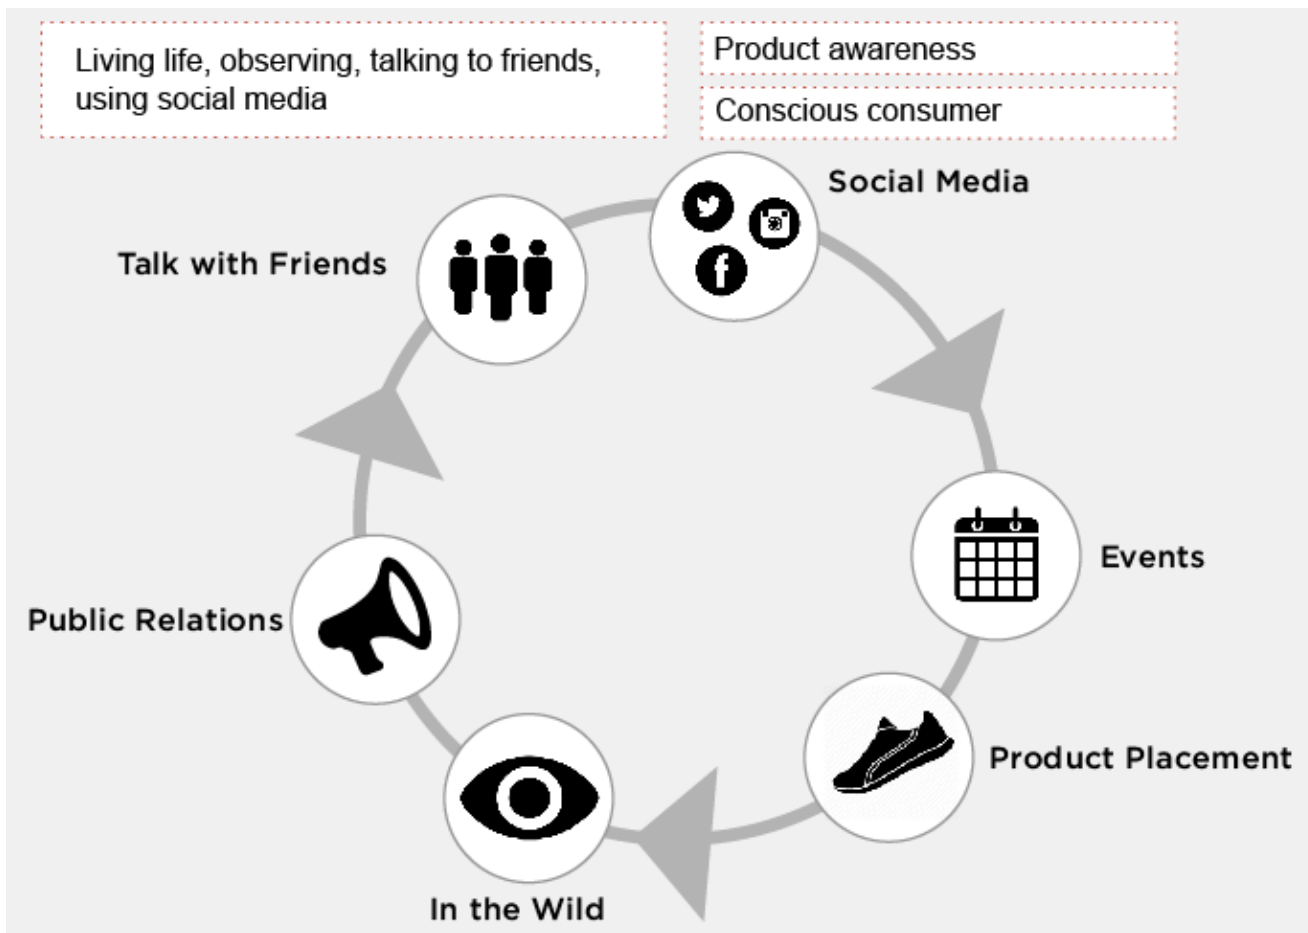 Living life, observing, talking to friends,
using social media
Product awareness
Conscious consumer
Social Media
Talk with Friends
Events
Public Relations
Product Placement
In the Wild